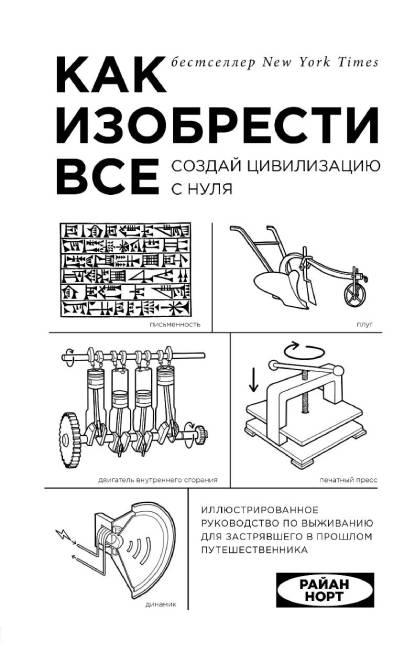 бестселлер New York Times
КАК
ИЗОБРЕСТИ
ВСЕ
СОЗДАЙ ЦИВИЛИЗАЦИЮ
С НУЛЯ
письменность
плуг
двигатель внутреннего сгорания
печатный пресс
динамик
ИЛЛЮСТРИРОВАННОЕ
РУКОВОДСТВО ПО ВЫЖИВАНИЮ
ДЛЯ ЗАСТРЯВШЕГО В ПРОШЛОМ
ПУТЕШЕСТВЕННИКА
РАЙАН
НОРТ